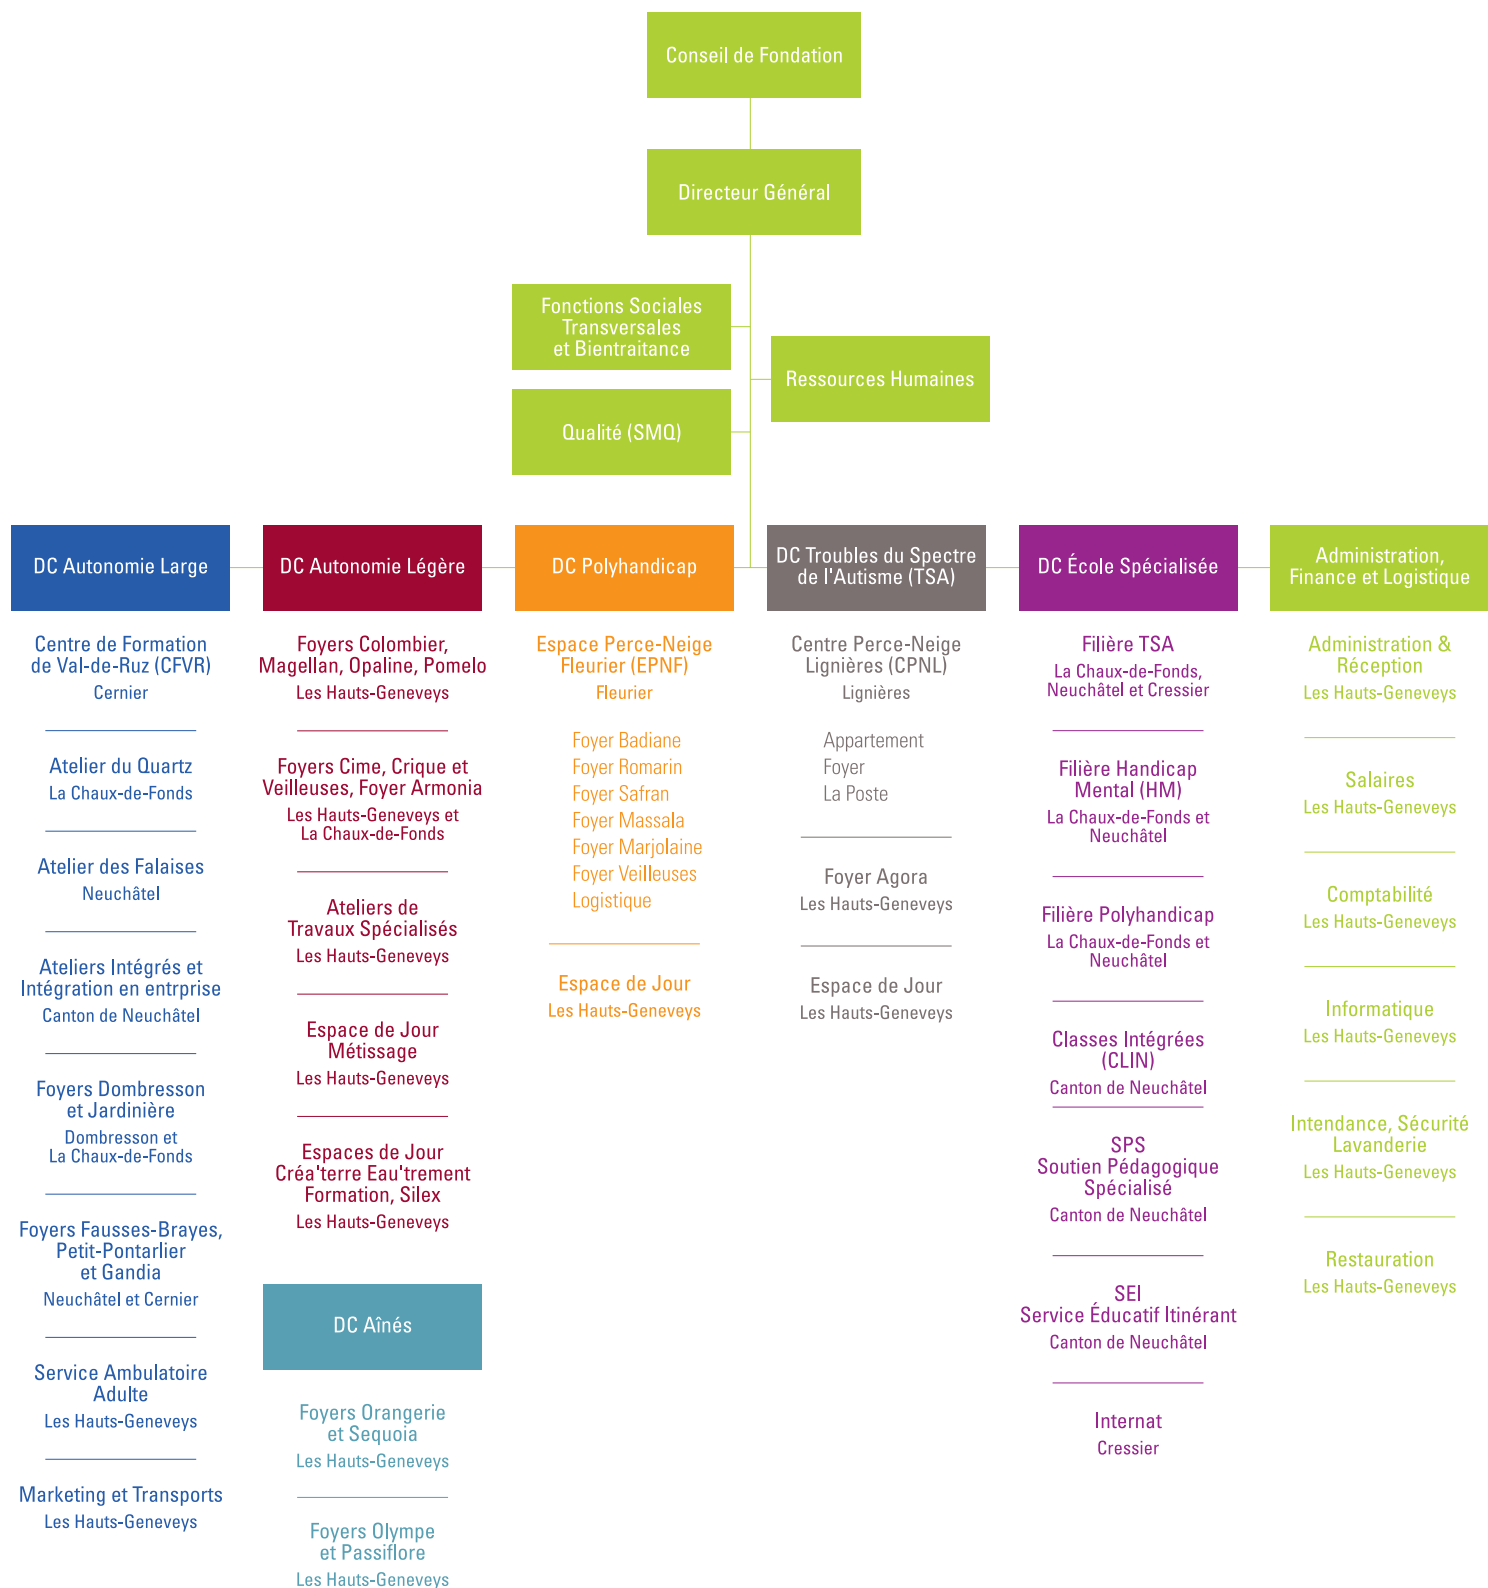 Conseil de Fondation
Directeur Général
Fonctions Sociales
Transversales
et Bientraitance
Ressources Humaines
Qualité (SMQ)
DC Autonomie Large
Centre de Formation
de Val-de-Ruz (CFVR)
Cernier
Atelier du Quartz
La Chaux-de-Fonds
Atelier des Falaises
Neuchâtel
Ateliers Intégrés et
Intégration en entrprise
Canton de Neuchâtel
Foyers Dombresson
et Jardinière
Dombresson et
La Chaux-de-Fonds
Foyers Fausses-Brayes,
Petit-Pontarlier
et Gandia
Neuchâtel et Cernier
Service Ambulatoire
Adulte
Les Hauts-Geneveys
Marketing et Transports
Les Hauts-Geneveys
DC Autonomie Légère
Foyers Colombier,
Magellan, Opaline, Pomelo
Les Hauts-Geneveys
Foyers Cime, Crique et
Veilleuses, Foyer Armonia
Les Hauts-Geneveys et
La Chaux-de-Fonds
Ateliers de
Travaux Spécialisés
Les Hauts-Geneveys
Espace de Jour
Métissage
Les Hauts-Geneveys
Espaces de Jour
Créa'terre Eau'trement
Formation, Silex
Les Hauts-Geneveys
DC Aînés
Foyers Orangerie
et Sequoia
Les Hauts-Geneveys
Foyers Olympe
et Passiflore
Les Hauts-Geneveys
DC Polyhandicap
Espace Perce-Neige
Fleurier (EPNF)
Fleurier
Foyer Badiane
Foyer Romarin
Foyer Safran
Foyer Massala
Foyer Marjolaine
Foyer Veilleuses
Logistique
Espace de Jour
Les Hauts-Geneveys
DC Troubles du Spectre
de l'Autisme (TSA)
Centre Perce-Neige
Lignières (CPNL)
Lignières
Appartement
Foyer
La Poste
Foyer Agora
Les Hauts-Geneveys
Espace de Jour
Les Hauts-Geneveys
DC École Spécialisée
Filière TSA
La Chaux-de-Fonds,
Neuchâtel et Cressier
Filière Handicap
Mental (HM)
La Chaux-de-Fonds et
Neuchâtel
Filière Polyhandicap
La Chaux-de-Fonds et
Neuchâtel
Classes Intégrées
(CLIN)
Canton de Neuchâtel
SPS
Soutien Pédagogique
Spécialisé
Canton de Neuchâtel
SEI
Service Éducatif Itinérant
Canton de Neuchâtel
Internat
Cressier
Administration,
Finance et Logistique
Administration &
Réception
Les Hauts-Geneveys
Salaires
Les Hauts-Geneveys
Comptabilité
Les Hauts-Geneveys
Informatique
Les Hauts-Geneveys
Intendance, Sécurité
Lavanderie
Les Hauts-Geneveys
Restauration
Les Hauts-Geneveys